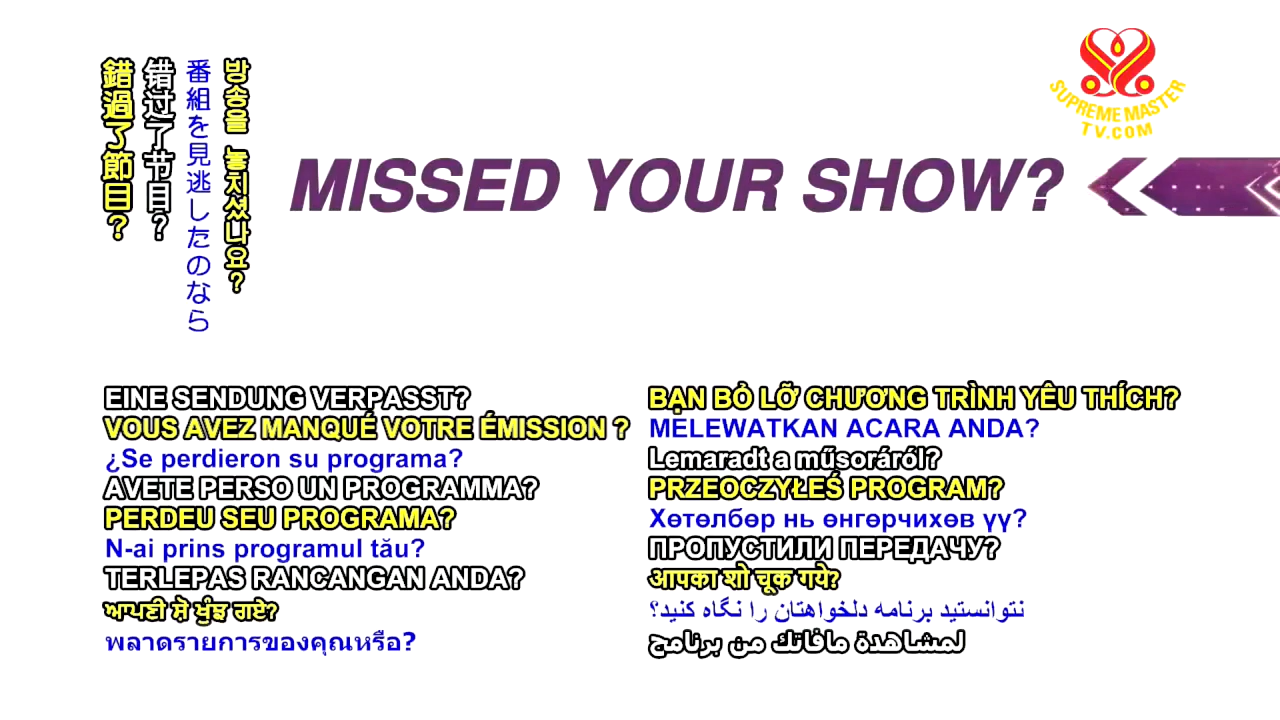 錯過了節目？
错过了节目？
番組を見逃したのなら
방송을 놓치셨나요?
MISSED YOUR SHOW?
SUPREME MASTER
TV.COM
EINE SENDUNG VERPASST?
VOUS AVEZ MANQUÉ VOTRE ÉMISSION ?
¿Se perdieron su programa?
AVETE PERSO UN PROGRAMMA?
PERDEU SEU PROGRAMA?
N-ai prins programul tău?
TERLEPAS RANCANGAN ANDA?
ਆਪਣੀ ਸ਼ੋ ਖੁੰਝ ਗਏ?
พลาดรายการของคุณหรือ?
BẠN BỎ LỠ CHƯƠNG TRÌNH YÊU THÍCH?
MELEWATKAN ACARA ANDA?
Lemaradt a műsoráról?
PRZEOCZYŁEŚ PROGRAM?
Хөтөлбөр нь өнгөрчихөв үү?
ПРОПУСТИЛИ ПЕРЕДАЧУ?
आपका शो चूक गये?
نتوانستید برنامه دلخواهتان را نگاه کنید؟
لمشاهدة مافاتك من برنامج